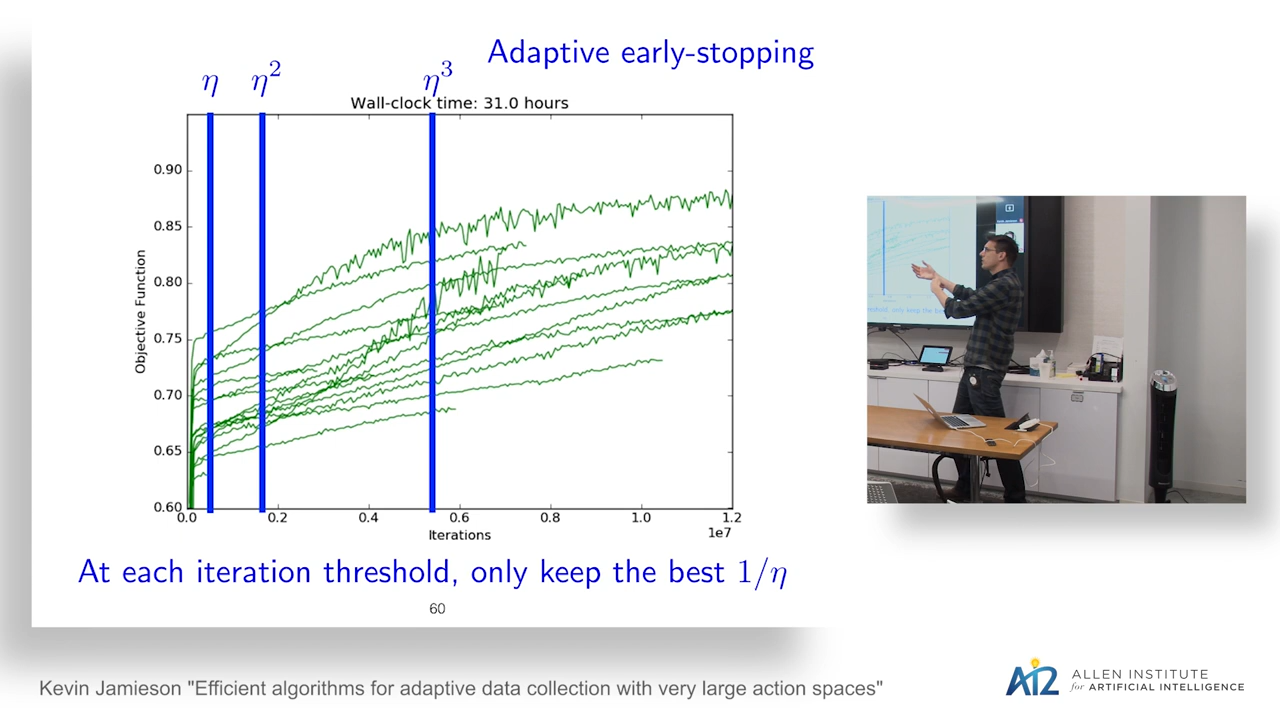 Adaptive early-stopping
η
η²
η³
Wall-clock time: 31.0 hours
Objective Function
0.90
0.85
0.80
0.75
0.70
0.65
0.60
0.0
0.2
0.4
0.6
0.8
1.0
1.2
1e7
Iterations
At each iteration threshold, only keep the best 1/η
60
Kevin Jamieson "Efficient algorithms for adaptive data collection with very large action spaces"
AI2
ALLEN INSTITUTE
for ARTIFICIAL INTELLIGENCE